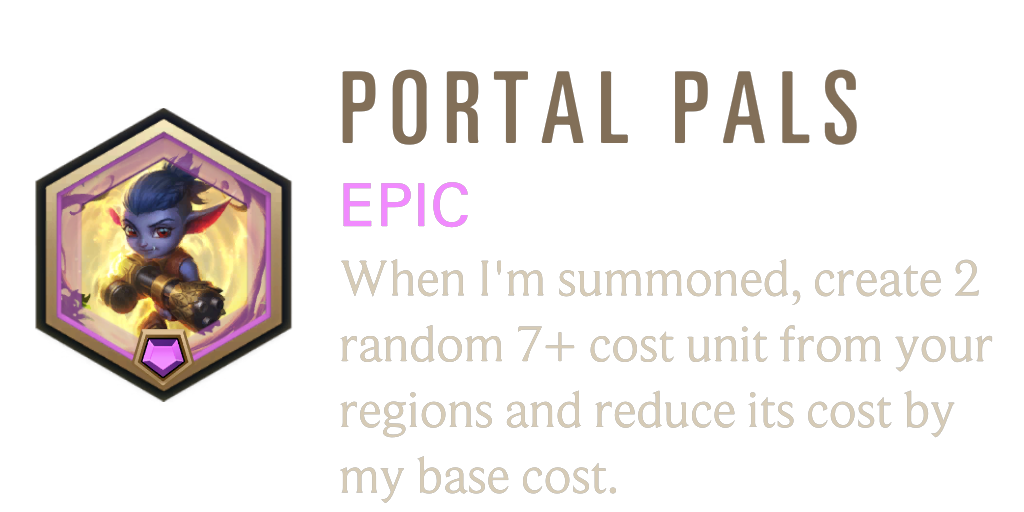 PORTAL PALS
EPIC
When I'm summoned, create 2
random 7+ cost unit from your
regions and reduce its cost by
my base cost.